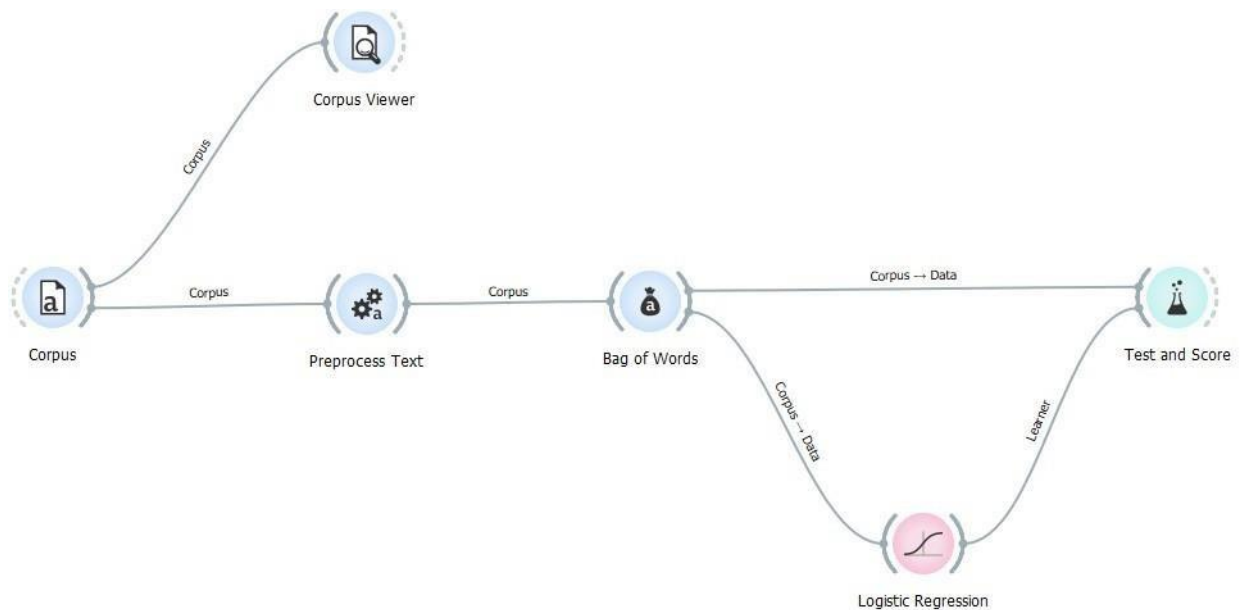 Corpus Viewer
Corpus
a
Corpus
Corpus
a
a
Corpus → Data
Corpus
Preprocess Text
Bag of Words
Test and Score
Corpus → Data
Learner
Logistic Regression